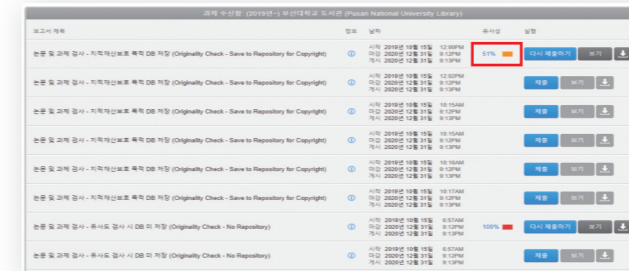 과제 수신함: (2019년~) 부산대학교 도서관 (Pusan National University Library)
보고서 제목 정보 날짜 유사성 실행
논문 및 과제 검사 - 지적재산보호 목적 DB 저장 (Originality Check - Save to Repository for Copyright)
시작 2019년 10월 15일 12:00PM
마감 2020년 12월 31일 9:12PM
게시 2020년 12월 31일 9:13PM
51% 다시 제출하기 보기
논문 및 과제 검사 - 지적재산보호 목적 DB 저장 (Originality Check - Save to Repository for Copyright)
시작 2019년 10월 15일 12:02PM
마감 2020년 12월 31일 9:12PM
게시 2020년 12월 31일 9:13PM
제출 보기
논문 및 과제 검사 - 지적재산보호 목적 DB 저장 (Originality Check - Save to Repository for Copyright)
시작 2019년 10월 15일 10:15AM
마감 2020년 12월 31일 9:12PM
게시 2020년 12월 31일 9:13PM
제출 보기
논문 및 과제 검사 - 지적재산보호 목적 DB 저장 (Originality Check - Save to Repository for Copyright)
시작 2019년 10월 15일 10:15AM
마감 2020년 12월 31일 9:12PM
게시 2020년 12월 31일 9:13PM
제출 보기
논문 및 과제 검사 - 지적재산보호 목적 DB 저장 (Originality Check - Save to Repository for Copyright)
시작 2019년 10월 15일 10:16AM
마감 2020년 12월 31일 9:12PM
게시 2020년 12월 31일 9:13PM
제출 보기
논문 및 과제 검사 - 지적재산보호 목적 DB 저장 (Originality Check - Save to Repository for Copyright)
시작 2019년 10월 15일 10:17AM
마감 2020년 12월 31일 9:12PM
게시 2020년 12월 31일 9:13PM
제출 보기
논문 및 과제 검사 - 유사도 검사 시 DB 미 저장 (Originality Check - No Repository)
시작 2019년 10월 15일 6:57AM
마감 2020년 12월 31일 9:12PM
게시 2020년 12월 31일 9:13PM
100% 다시 제출하기 보기
논문 및 과제 검사 - 유사도 검사 시 DB 미 저장 (Originality Check - No Repository)
시작 2019년 10월 15일 6:57AM
마감 2020년 12월 31일 9:12PM
게시 2020년 12월 31일 9:13PM
제출 보기